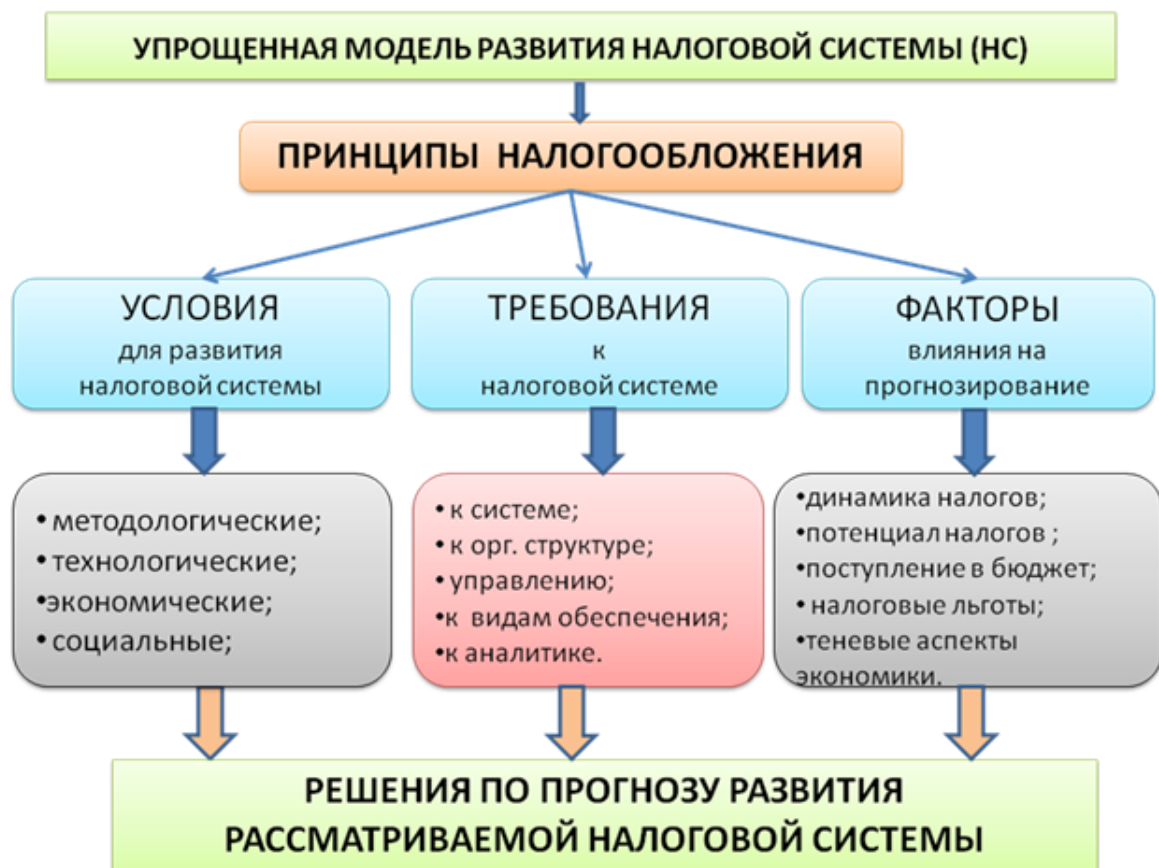 УПРОЩЕННАЯ МОДЕЛЬ РАЗВИТИЯ НАЛОГОВОЙ СИСТЕМЫ (НС)
ПРИНЦИПЫ НАЛОГООБЛОЖЕНИЯ
УСЛОВИЯ
для развития
налоговой системы
ТРЕБОВАНИЯ
к
налоговой системе
ФАКТОРЫ
влияния на
прогнозирование
• методологические;
• технологические;
•экономические;
• социальные;
• к системе;
• к орг. структуре;
• управлению;
•к видам обеспечения;
•к аналитике.
•динамика налогов;
•потенциал налогов ;
•поступление в бюджет;
• налоговые льготы;
•теневые аспекты
экономики.
РЕШЕНИЯ ПО ПРОГНОЗУ РАЗВИТИЯ
РАССМАТРИВАЕМОЙ НАЛОГОВОЙ СИСТЕМЫ